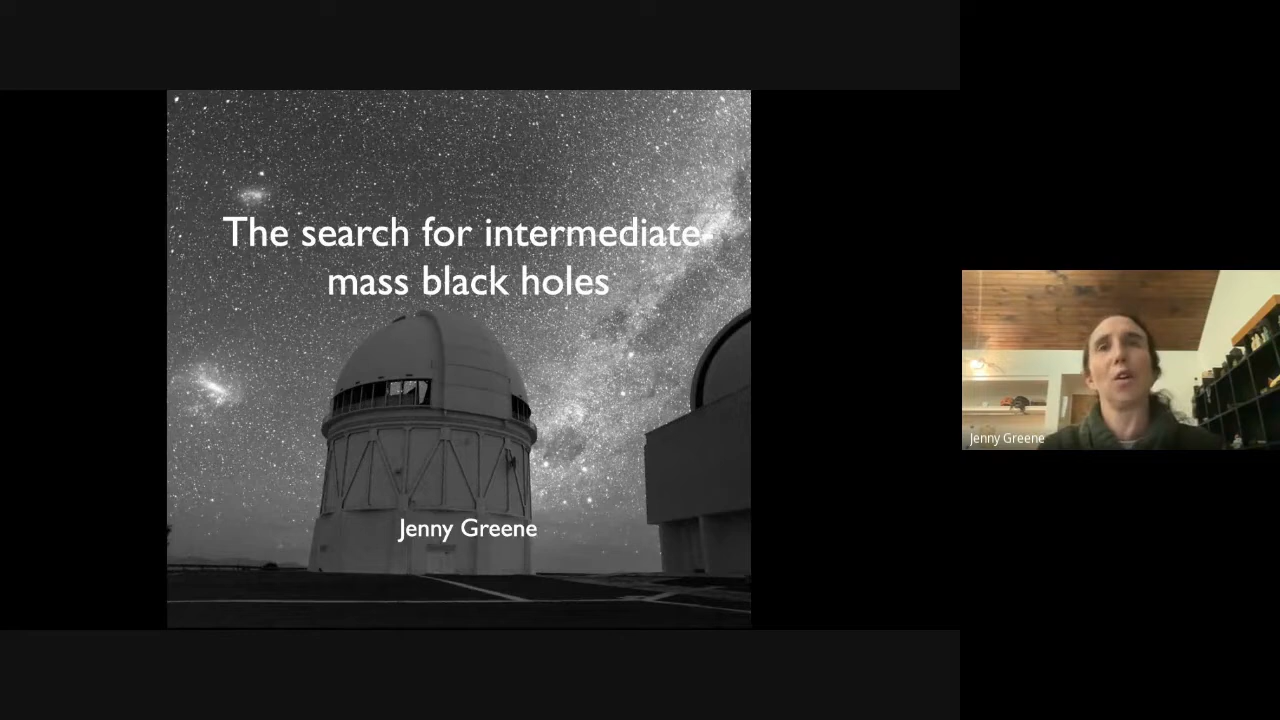 The search for intermediate-
mass black holes
Jenny Greene
Jenny Greene